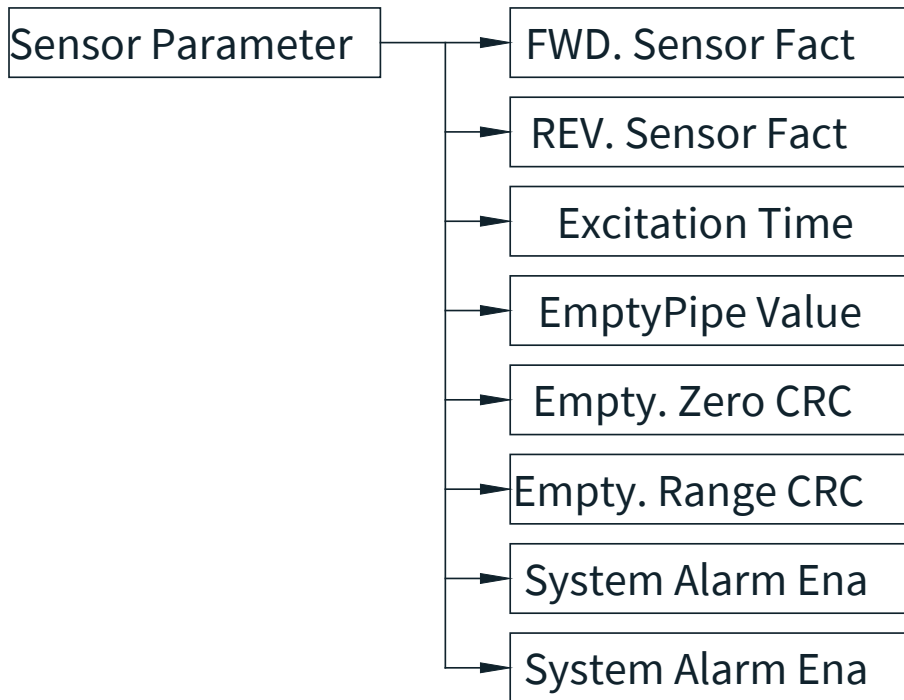 Sensor Parameter
FWD. Sensor Fact
REV. Sensor Fact
Excitation Time
EmptyPipe Value
Empty. Zero CRC
Empty. Range CRC
System Alarm Ena
System Alarm Ena